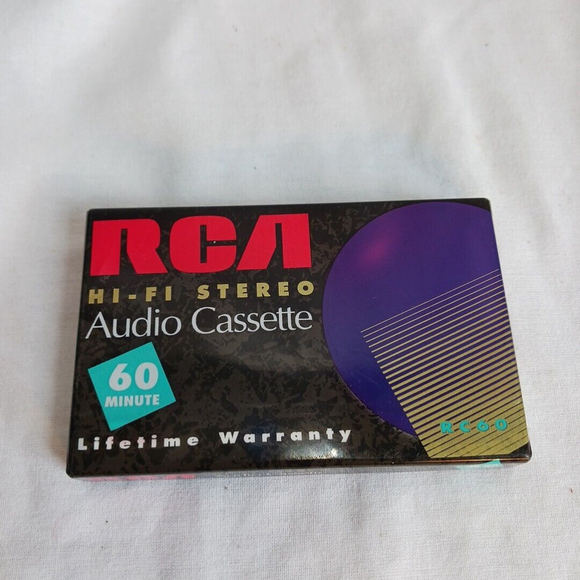 RCA
HI-FI STEREO
Audio Cassette
60
MINUTE
Lifetime Warranty
RC60